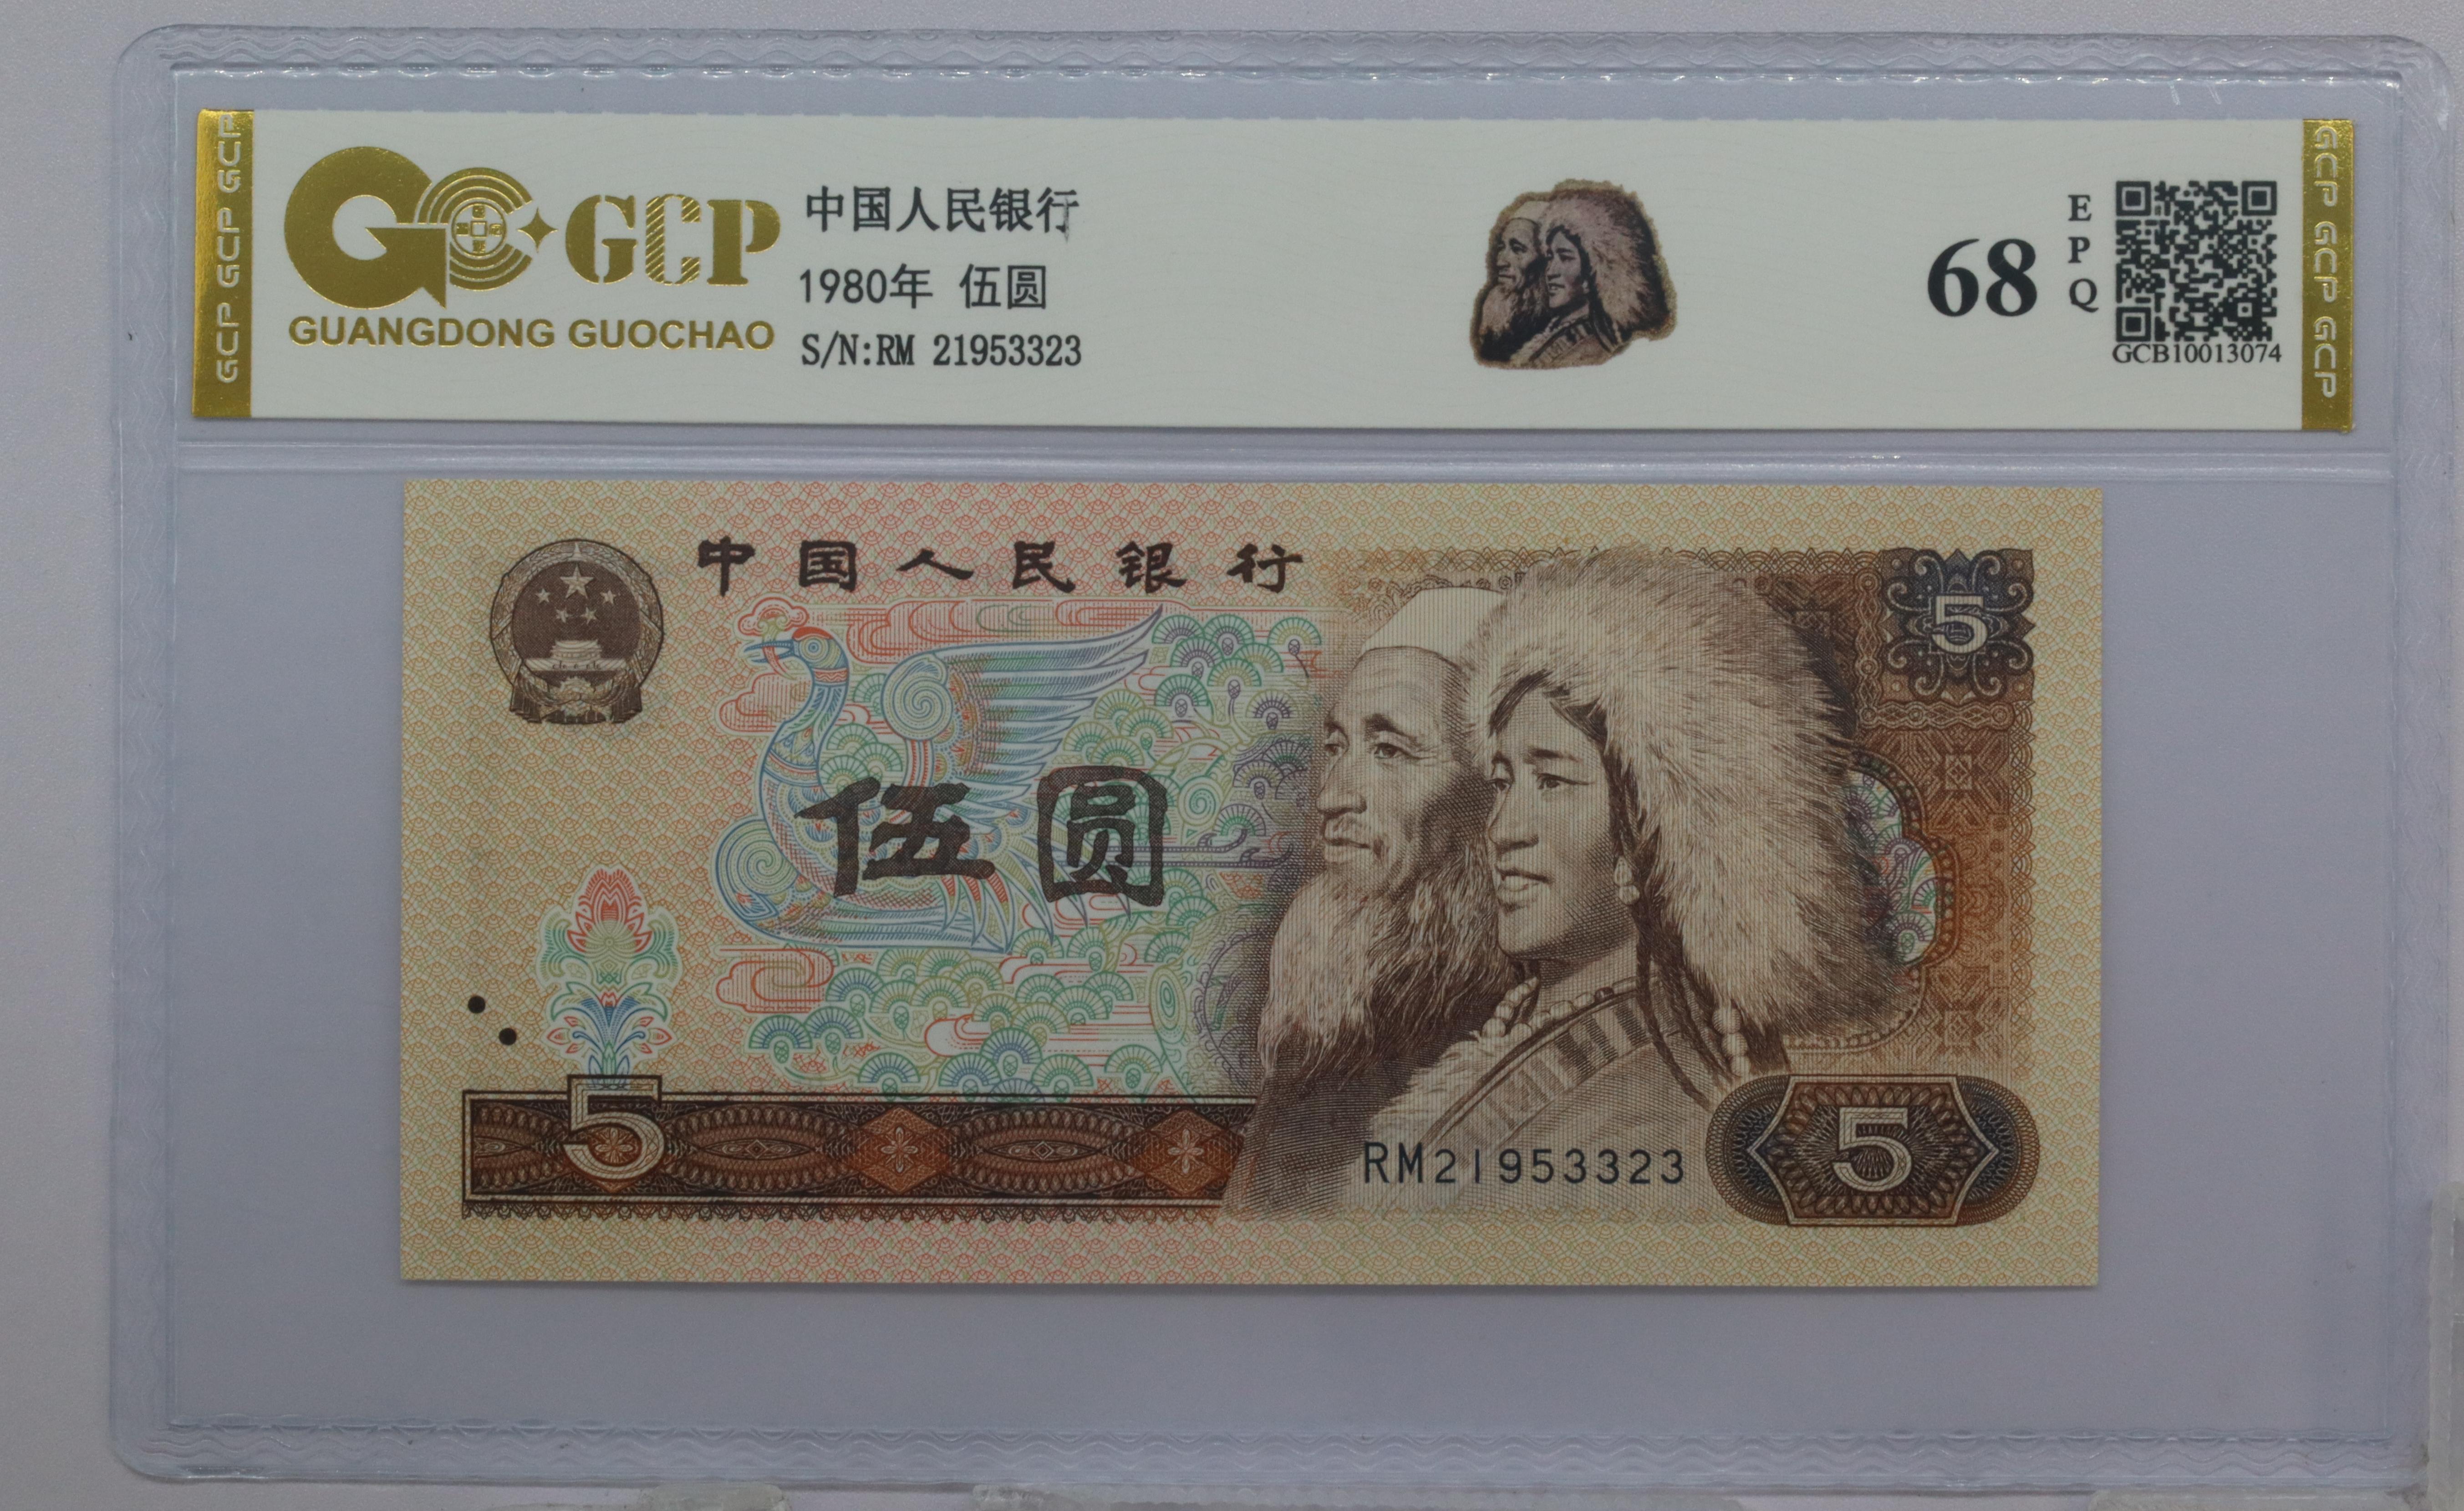 GCP GCP GCP
GCP
GUANGDONG GUOCHAO
中国人民银行
1980年 伍圆
S/N:RM 21953323
68
E
P
Q
GCB10013074
GCP GCP GCP
中国人民银行
5
伍圆
5
RM21953323
5